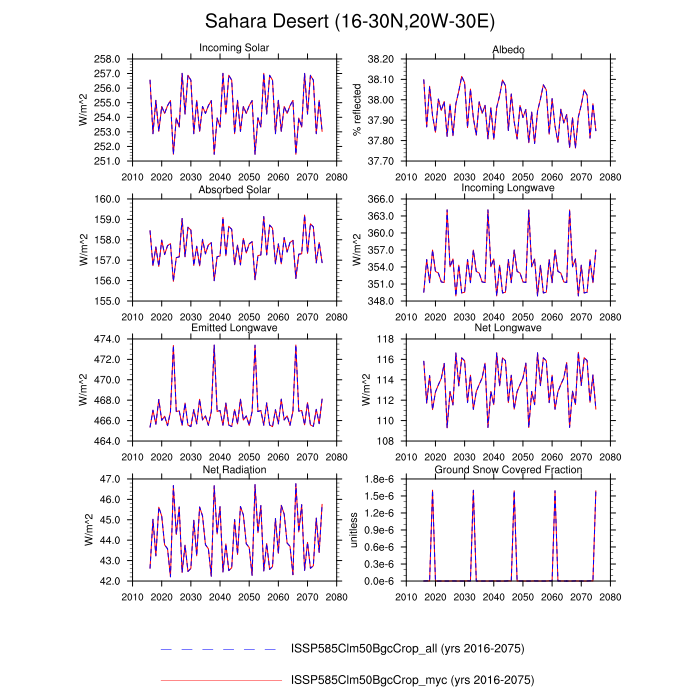 Sahara Desert (16-30N,20W-30E)
Incoming Solar
Albedo
258.0
257.0
256.0
255.0
254.0
253.0
252.0
251.0
W/m^2
2010 2020 2030 2040 2050 2060 2070 2080
38.20
38.10
38.00
37.90
37.80
37.70
% reflected
2010 2020 2030 2040 2050 2060 2070 2080
Absorbed Solar
Incoming Longwave
160.0
159.0
158.0
157.0
156.0
155.0
W/m^2
2010 2020 2030 2040 2050 2060 2070 2080
366.0
363.0
360.0
357.0
354.0
351.0
348.0
W/m^2
2010 2020 2030 2040 2050 2060 2070 2080
Emitted Longwave
Net Longwave
474.0
472.0
470.0
468.0
466.0
464.0
W/m^2
2010 2020 2030 2040 2050 2060 2070 2080
118
116
114
112
110
108
W/m^2
2010 2020 2030 2040 2050 2060 2070 2080
Net Radiation
Ground Snow Covered Fraction
47.0
46.0
45.0
44.0
43.0
42.0
W/m^2
2010 2020 2030 2040 2050 2060 2070 2080
1.8e-6
1.5e-6
1.2e-6
0.9e-6
0.6e-6
0.3e-6
0.0e-6
unitless
2010 2020 2030 2040 2050 2060 2070 2080
ISSP585Clm50BgcCrop_all (yrs 2016-2075)
ISSP585Clm50BgcCrop_myc (yrs 2016-2075)